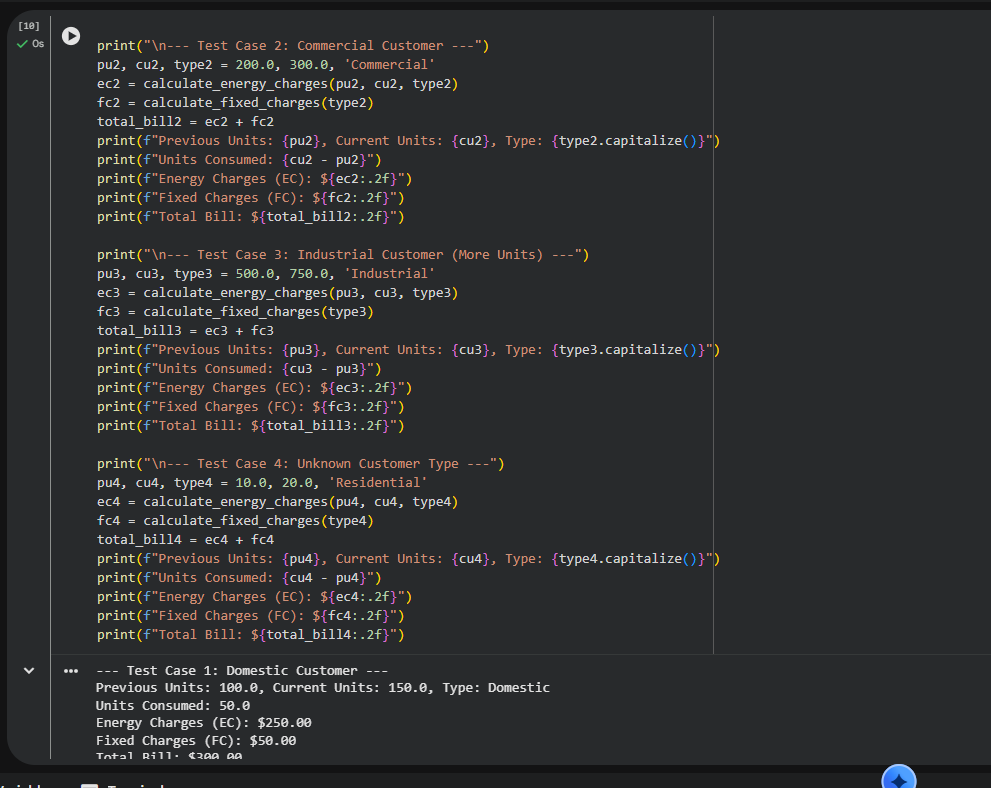 [10]
0s
print("\n--- Test Case 2: Commercial Customer ---")
pu2, cu2, type2 = 200.0, 300.0, 'Commercial'
ec2 = calculate_energy_charges(pu2, cu2, type2)
fc2 = calculate_fixed_charges(type2)
total_bill2 = ec2 + fc2
print(f"Previous Units: {pu2}, Current Units: {cu2}, Type: {type2.capitalize()}")
print(f"Units Consumed: {cu2 - pu2}")
print(f"Energy Charges (EC): ${ec2:.2f}")
print(f"Fixed Charges (FC): ${fc2:.2f}")
print(f"Total Bill: ${total_bill2:.2f}")
print("\n--- Test Case 3: Industrial Customer (More Units) ---")
pu3, cu3, type3 = 500.0, 750.0, 'Industrial'
ec3 = calculate_energy_charges(pu3, cu3, type3)
fc3 = calculate_fixed_charges(type3)
total_bill3 = ec3 + fc3
print(f"Previous Units: {pu3}, Current Units: {cu3}, Type: {type3.capitalize()}")
print(f"Units Consumed: {cu3 - pu3}")
print(f"Energy Charges (EC): ${ec3:.2f}")
print(f"Fixed Charges (FC): ${fc3:.2f}")
print(f"Total Bill: ${total_bill3:.2f}")
print("\n--- Test Case 4: Unknown Customer Type ---")
pu4, cu4, type4 = 10.0, 20.0, 'Residential'
ec4 = calculate_energy_charges(pu4, cu4, type4)
fc4 = calculate_fixed_charges(type4)
total_bill4 = ec4 + fc4
print(f"Previous Units: {pu4}, Current Units: {cu4}, Type: {type4.capitalize()}")
print(f"Units Consumed: {cu4 - pu4}")
print(f"Energy Charges (EC): ${ec4:.2f}")
print(f"Fixed Charges (FC): ${fc4:.2f}")
print(f"Total Bill: ${total_bill4:.2f}")
--- Test Case 1: Domestic Customer ---
Previous Units: 100.0, Current Units: 150.0, Type: Domestic
Units Consumed: 50.0
Energy Charges (EC): $250.00
Fixed Charges (FC): $50.00
Total Bill: $300.00